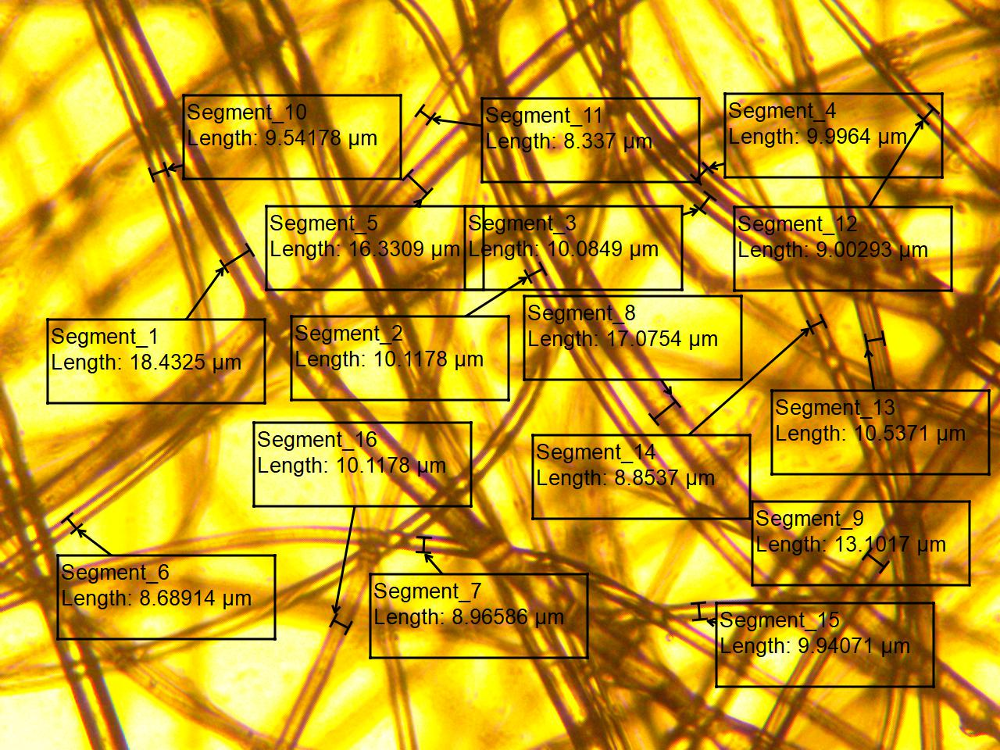 Segment_10
Length: 9.54178 µm
Segment_11
Length: 8.337 µm
Segment_4
Length: 9.9964 µm
Segment_5
Length: 16.3309 µm
Segment_3
Length: 10.0849 µm
Segment_12
Length: 9.00293 µm
Segment_1
Length: 18.4325 µm
Segment_2
Length: 10.1178 µm
Segment_8
Length: 17.0754 µm
Segment_13
Length: 10.5371 µm
Segment_16
Length: 10.1178 µm
Segment_14
Length: 8.8537 µm
Segment_9
Length: 13.1017 µm
Segment_6
Length: 8.68914 µm
Segment_7
Length: 8.96586 µm
Segment_15
Length: 9.94071 µm